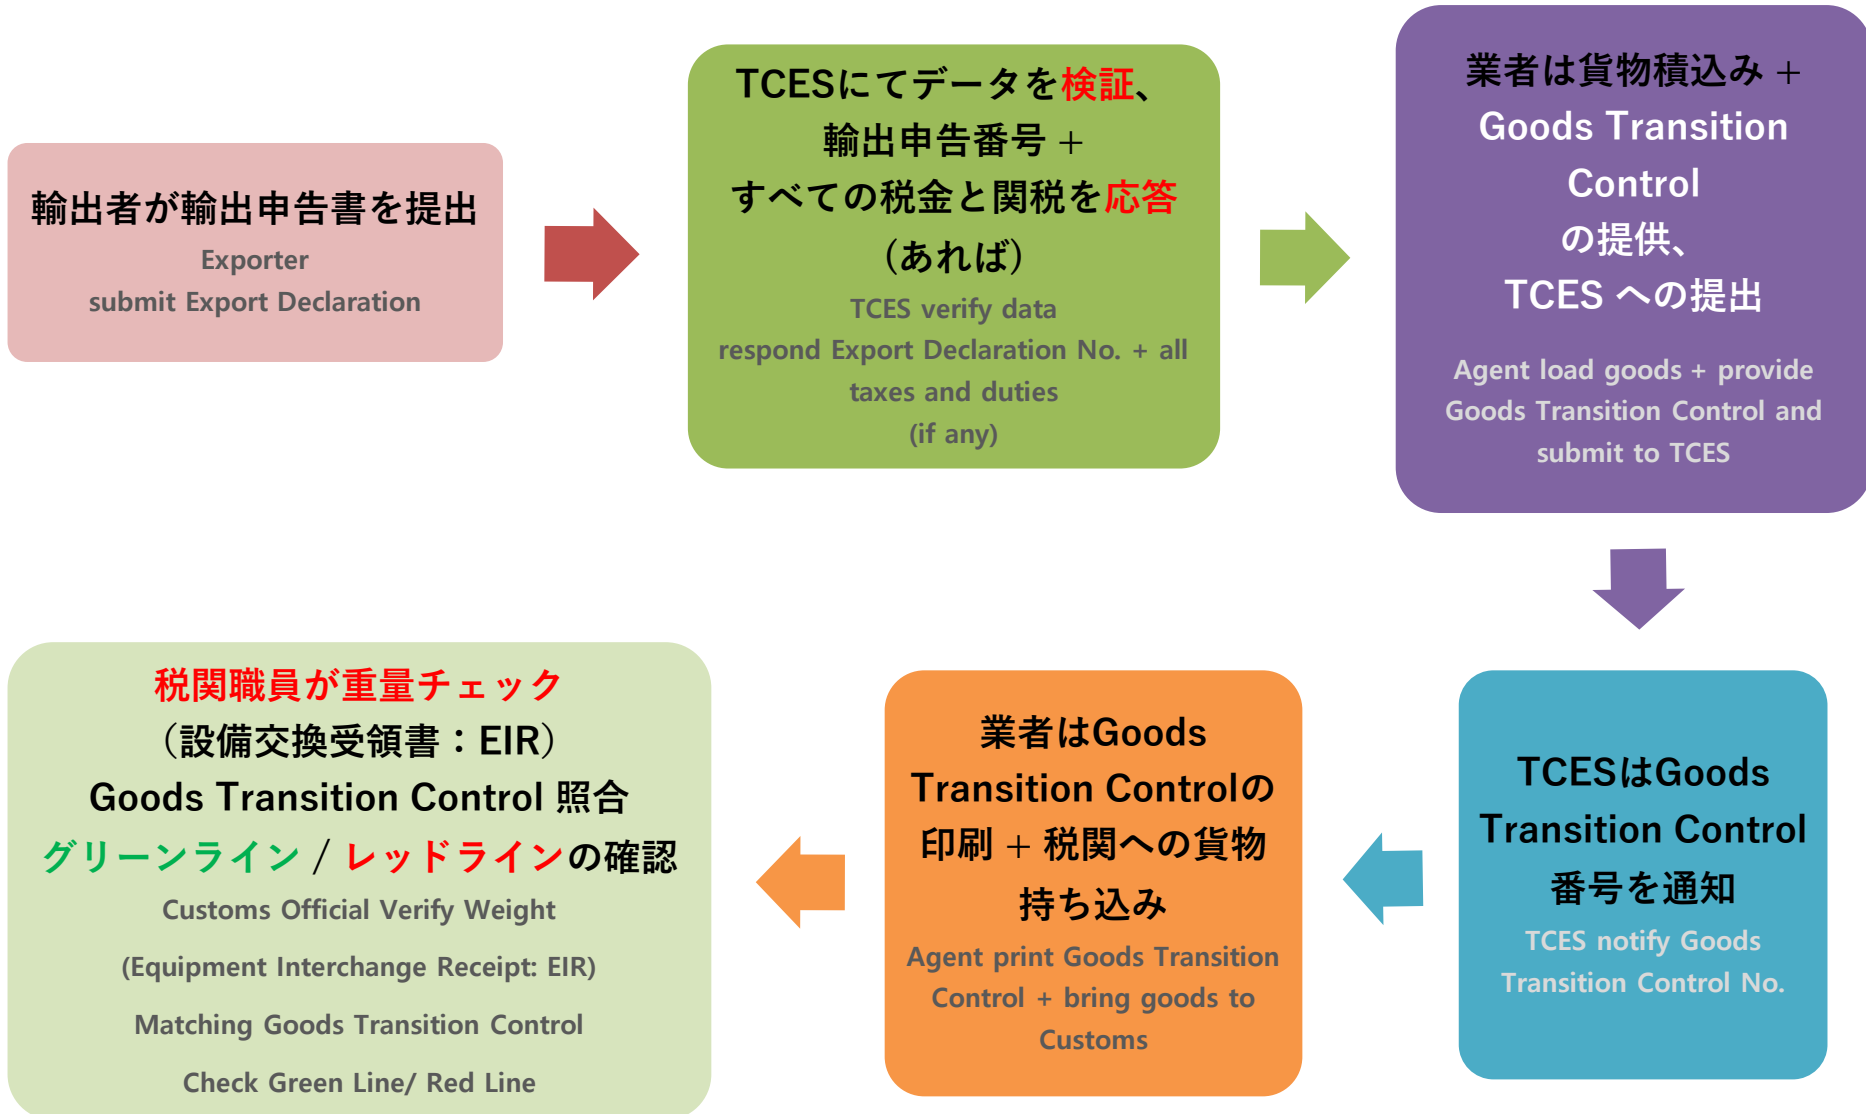 輸出者が輸出申告書を提出
Exporter
submit Export Declaration
TCESにてデータを検証、
輸出申告番号 +
すべての税金と関税を応答
(あれば)
TCES verify data
respond Export Declaration No. + all
taxes and duties
(if any)
業者は貨物積込み +
Goods Transition
Control
の提供、
TCES への提出
Agent load goods + provide
Goods Transition Control and
submit to TCES
TCESはGoods
Transition Control
番号を通知
TCES notify Goods
Transition Control No.
業者はGoods
Transition Controlの
印刷 + 税関への貨物
持ち込み
Agent print Goods Transition
Control + bring goods to
Customs
税関職員が重量チェック
（設備交換受領書：EIR）
Goods Transition Control 照合
グリーンライン / レッドラインの確認
Customs Official Verify Weight
(Equipment Interchange Receipt: EIR)
Matching Goods Transition Control
Check Green Line/ Red Line